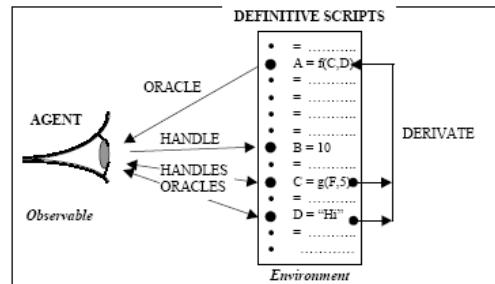 DEFINITIVE SCRIPTS
= ...........
A = f(C,D)
ORACLE
= ...........
= ...........
AGENT
= ...........
DERIVATE
HANDLE
B = 10
= ...........
HANDLES
C = g(F,5)
ORACLES
= ...........
Observable
D = “Hi”
= ...........
...........
Environment